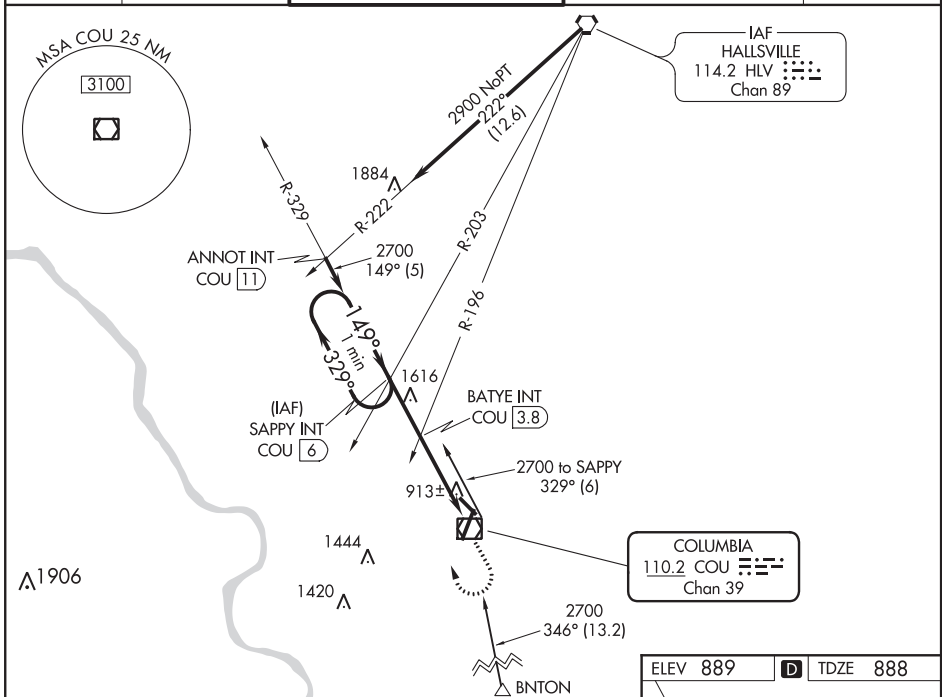 MSA COU 25 NM
3100
IAF
HALLSVILLE
114.2 HLV
Chan 89
2900 NoPT
222°
(12.6)
1884
R-329
R-222
R-203
R-196
ANNOT INT
COU 11
2700
149° (5)
149°
1 min
329°
1616
(IAF)
SAPPY INT
COU 6
BATYE INT
COU 3.8
2700 to SAPPY
329° (6)
913±
COLUMBIA
110.2 COU
Chan 39
1444
1420
1906
2700
346° (13.2)
BNTON
ELEV 889 D TDZE 888